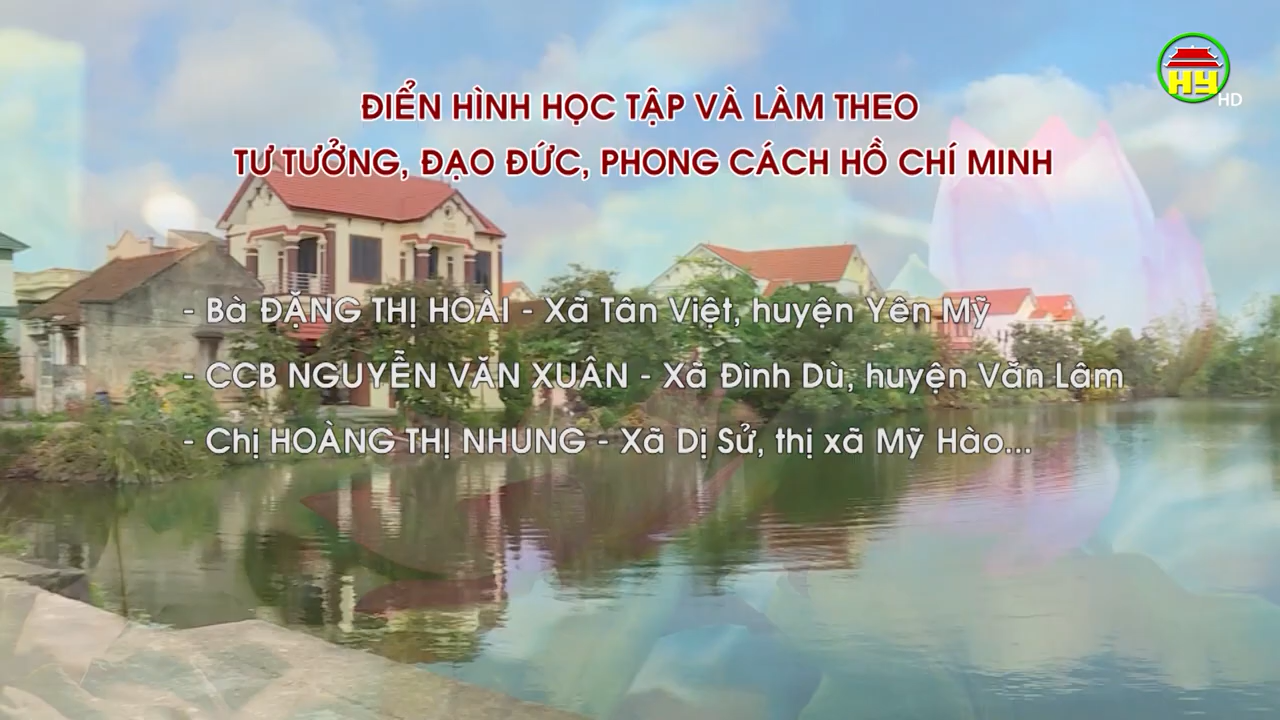 HY
HD
ĐIỂN HÌNH HỌC TẬP VÀ LÀM THEO
TƯ TƯỞNG, ĐẠO ĐỨC, PHONG CÁCH HỒ CHÍ MINH
- Bà ĐẶNG THỊ HOÀI - Xã Tân Việt, huyện Yên Mỹ
- CCB NGUYỄN VĂN XUÂN - Xã Đình Dù, huyện Văn Lâm
- Chị HOÀNG THỊ NHUNG - Xã Dị Sử, thị xã Mỹ Hào...